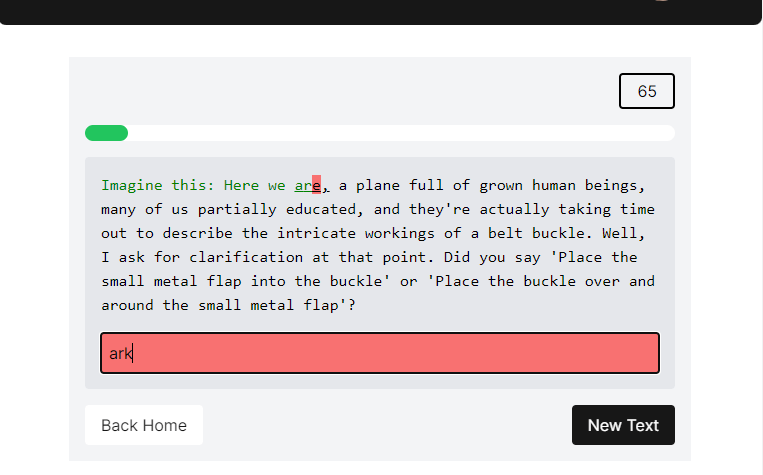 65
Imagine this: Here we are, a plane full of grown human beings,
many of us partially educated, and they're actually taking time
out to describe the intricate workings of a belt buckle. Well,
I ask for clarification at that point. Did you say 'Place the
small metal flap into the buckle' or 'Place the buckle over and
around the small metal flap'?
ark
Back Home
New Text